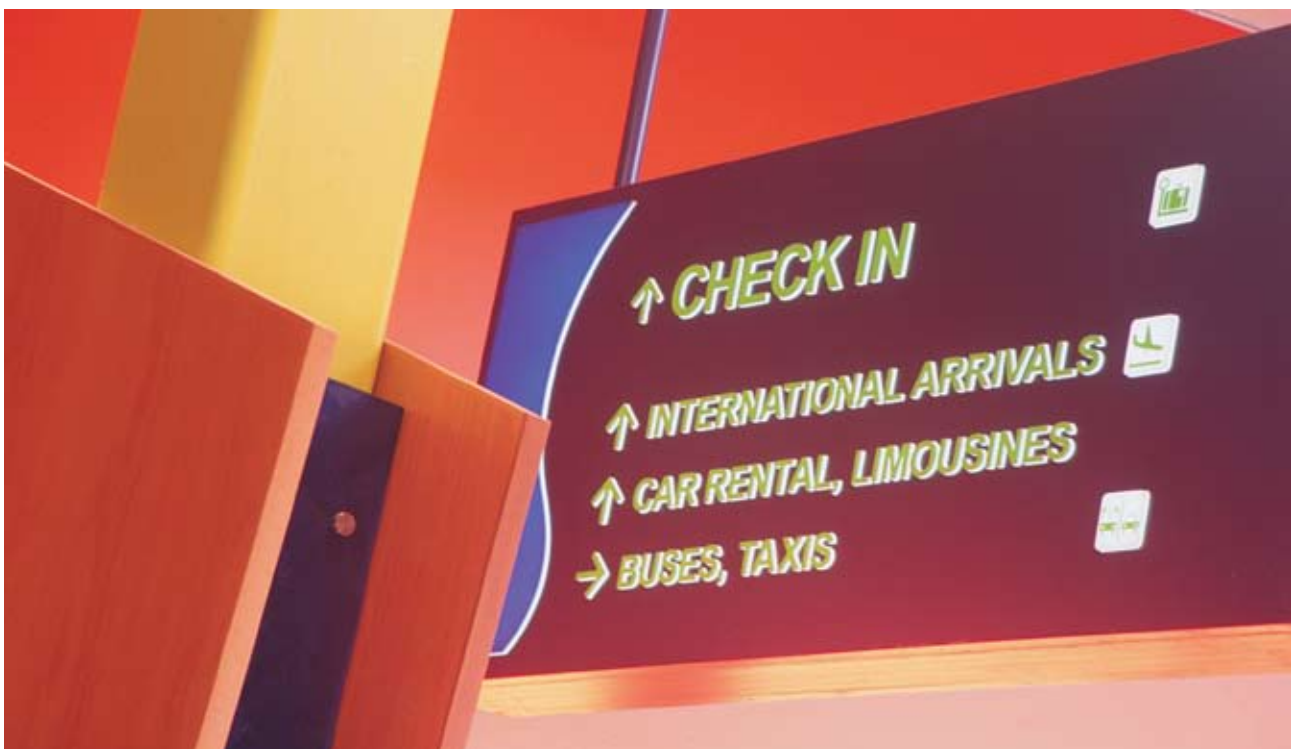 ↑ CHECK IN
↑ INTERNATIONAL ARRIVALS
↑ CAR RENTAL, LIMOUSINES
→ BUSES, TAXIS